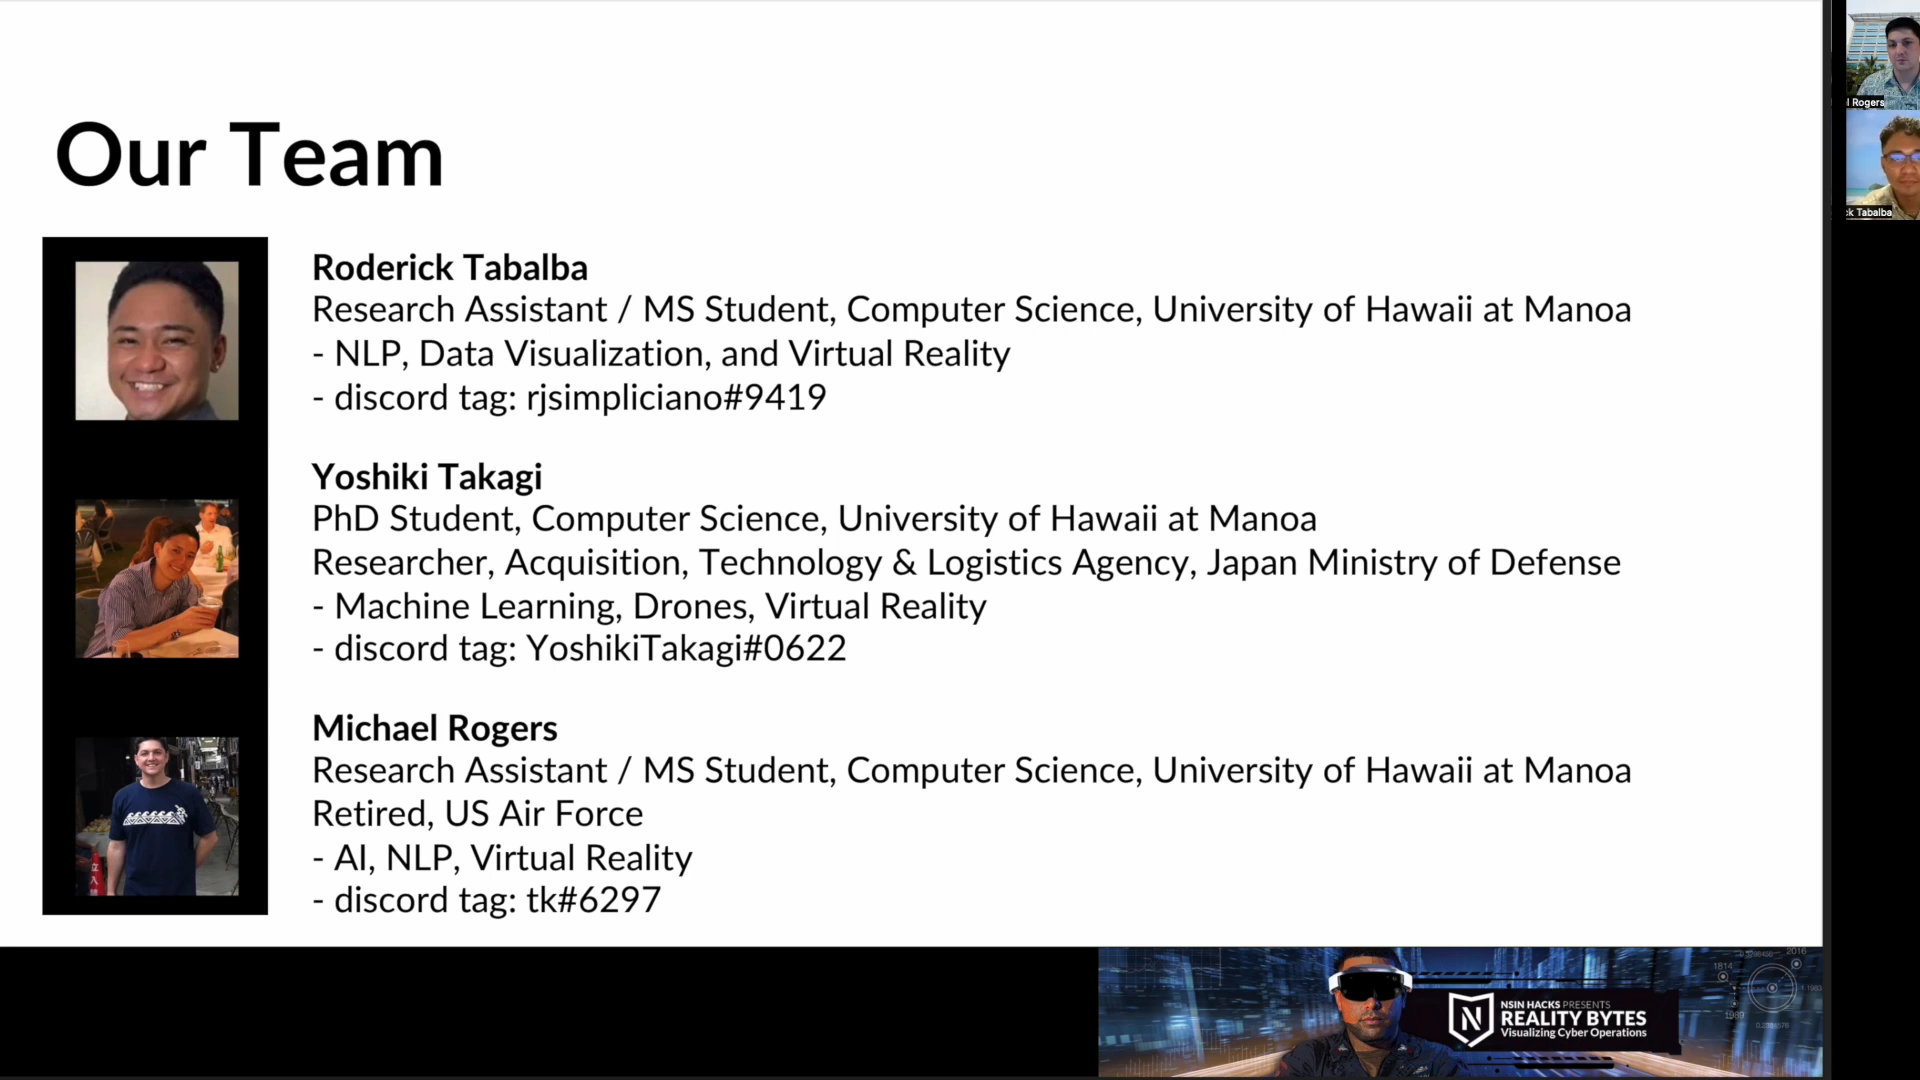 Our Team
Roderick Tabalba
Research Assistant / MS Student, Computer Science, University of Hawaii at Manoa
- NLP, Data Visualization, and Virtual Reality
- discord tag: rjsimpliciano#9419
Yoshiki Takagi
PhD Student, Computer Science, University of Hawaii at Manoa
Researcher, Acquisition, Technology & Logistics Agency, Japan Ministry of Defense
- Machine Learning, Drones, Virtual Reality
- discord tag: YoshikiTakagi#0622
Michael Rogers
Research Assistant / MS Student, Computer Science, University of Hawaii at Manoa
Retired, US Air Force
- AI, NLP, Virtual Reality
- discord tag: tk#6297
l Rogers
ck Tabalba
N
NSIN HACKS PRESENTS
REALITY BYTES
Visualizing Cyber Operations
1814
2016
1989